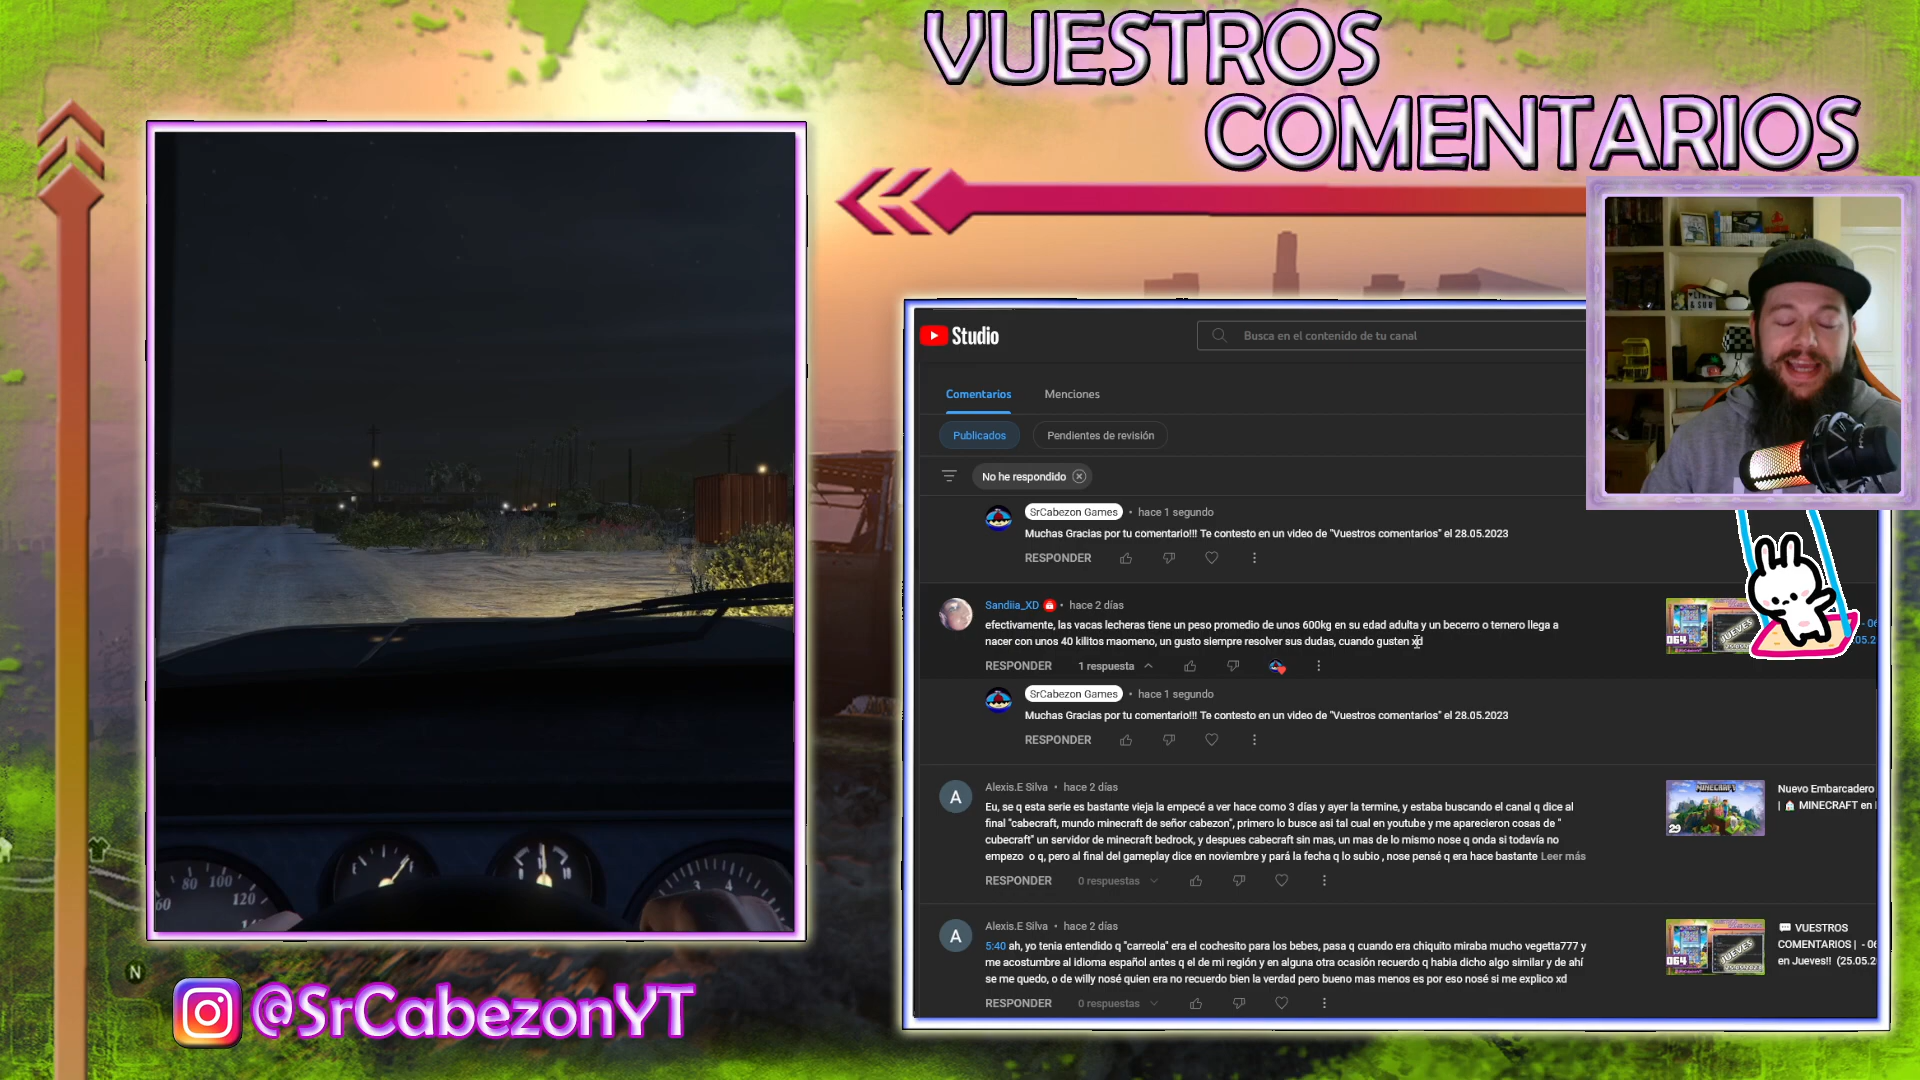 VUESTROS
COMENTARIOS
Studio
Busca en el contenido de tu canal
Comentarios
Menciones
Publicados
Pendientes de revisión
No he respondido
SrCabezon Games • hace 1 segundo
Muchas Gracias por tu comentario!!! Te contesto en un video de "Vuestros comentarios" el 28.05.2023
RESPONDER
Sandiia_XD • hace 2 días
efectivamente, las vacas lecheras tiene un peso promedio de unos 600kg en su edad adulta y un becerro o ternero llega a
nacer con unos 40 kilitos maomeno, un gusto siempre resolver sus dudas, cuando gusten xd
RESPONDER 1 respuesta
064 JUEVES
SrCabezon Games • hace 1 segundo
Muchas Gracias por tu comentario!!! Te contesto en un video de "Vuestros comentarios" el 28.05.2023
RESPONDER
A
Alexis.E Silva • hace 2 días
Eu, se q esta serie es bastante vieja la empecé a ver hace como 3 días y ayer la termine, y estaba buscando el canal q dice al
final "cabecraft, mundo minecraft de señor cabezon", primero lo busce asi tal cual en youtube y me aparecieron cosas de "
cubecraft" un servidor de minecraft bedrock, y despues cabecraft sin mas, un mas de lo mismo nose q onda si todavía no
empezo o q, pero al final del gameplay dice en noviembre y pará la fecha q lo subio , nose pensé q era hace bastante Leer más
RESPONDER 0 respuestas
MINECRAFT
29
Nuevo Embarcadero
| MINECRAFT en
A
Alexis.E Silva • hace 2 días
5:40 ah, yo tenia entendido q "carreola" era el cochesito para los bebes, pasa q cuando era chiquito miraba mucho vegetta777 y
me acostumbre al idioma español antes q el de mi región y en alguna otra ocasión recuerdo q habia dicho algo similar y de ahí
se me quedo, o de willy nosé quien era no recuerdo bien la verdad pero bueno mas menos es por eso nosé si me explico xd
RESPONDER 0 respuestas
064 JUEVES
VUESTROS
COMENTARIOS | - 06
en Jueves!! (25.05.2
60 80 100 120
3 4
N
@SrCabezonYT